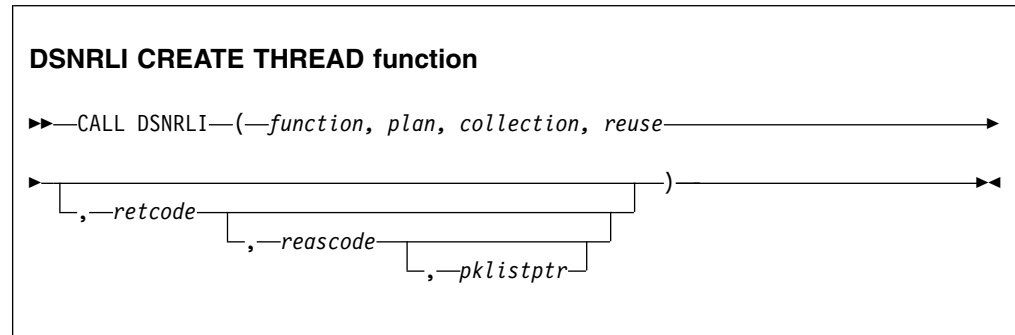 DSNRLI CREATE THREAD function
CALL DSNRLI ( function, plan, collection, reuse
)
, retcode
, reascode
, pklistptr